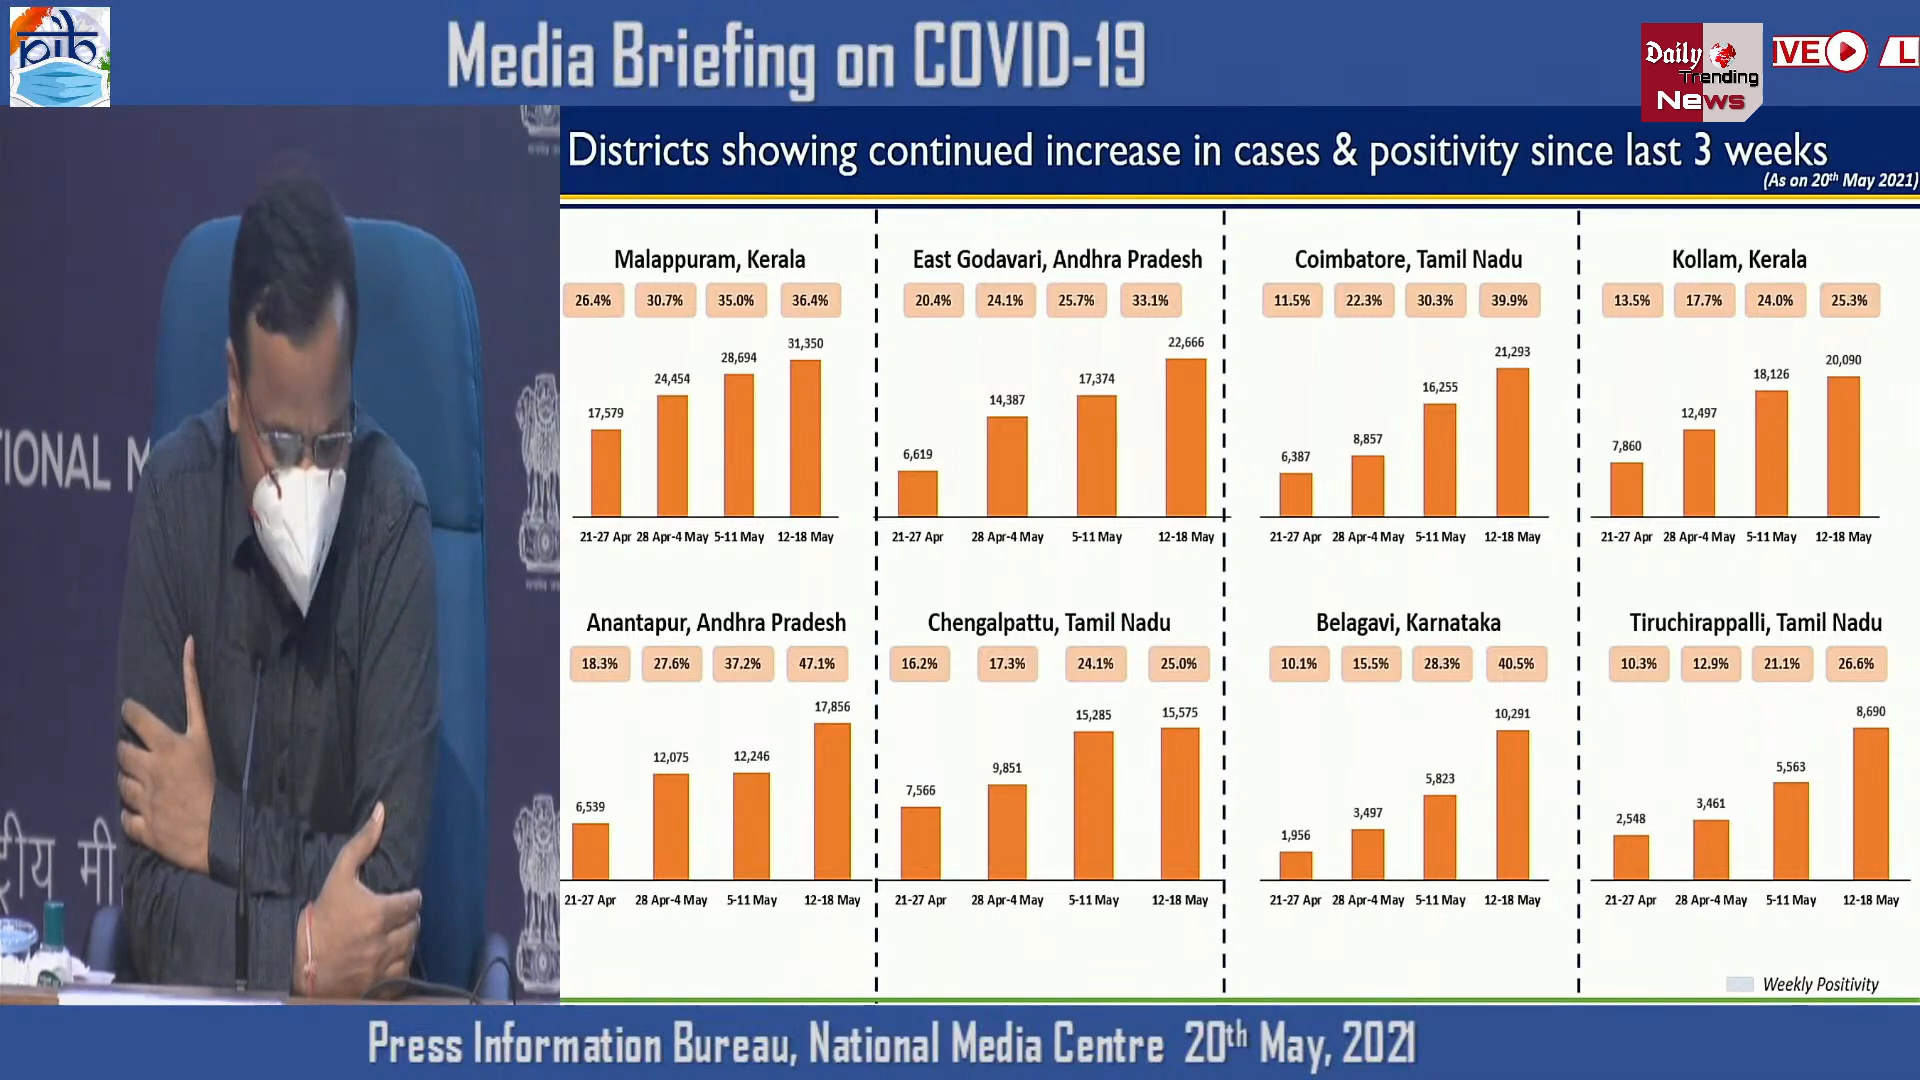 pib
Media Briefing on COVID-19
Daily
Trending
News
IVE
L
Districts showing continued increase in cases & positivity since last 3 weeks
(As on 20th May 2021)
Malappuram, Kerala
26.4% 30.7% 35.0% 36.4%
17,579 24,454 28,694 31,350
21-27 Apr 28 Apr-4 May 5-11 May 12-18 May
East Godavari, Andhra Pradesh
20.4% 24.1% 25.7% 33.1%
6,619 14,387 17,374 22,666
21-27 Apr 28 Apr-4 May 5-11 May 12-18 May
Coimbatore, Tamil Nadu
11.5% 22.3% 30.3% 39.9%
6,387 8,857 16,255 21,293
21-27 Apr 28 Apr-4 May 5-11 May 12-18 May
Kollam, Kerala
13.5% 17.7% 24.0% 25.3%
7,860 12,497 18,126 20,090
21-27 Apr 28 Apr-4 May 5-11 May 12-18 May
Anantapur, Andhra Pradesh
18.3% 27.6% 37.2% 47.1%
6,539 12,075 12,246 17,856
21-27 Apr 28 Apr-4 May 5-11 May 12-18 May
Chengalpattu, Tamil Nadu
16.2% 17.3% 24.1% 25.0%
7,566 9,851 15,285 15,575
21-27 Apr 28 Apr-4 May 5-11 May 12-18 May
Belagavi, Karnataka
10.1% 15.5% 28.3% 40.5%
1,956 3,497 5,823 10,291
21-27 Apr 28 Apr-4 May 5-11 May 12-18 May
Tiruchirappalli, Tamil Nadu
10.3% 12.9% 21.1% 26.6%
2,548 3,461 5,563 8,690
21-27 Apr 28 Apr-4 May 5-11 May 12-18 May
Weekly Positivity
TIONAL M
ट्रीय मी
Press Information Bureau, National Media Centre 20th May, 2021